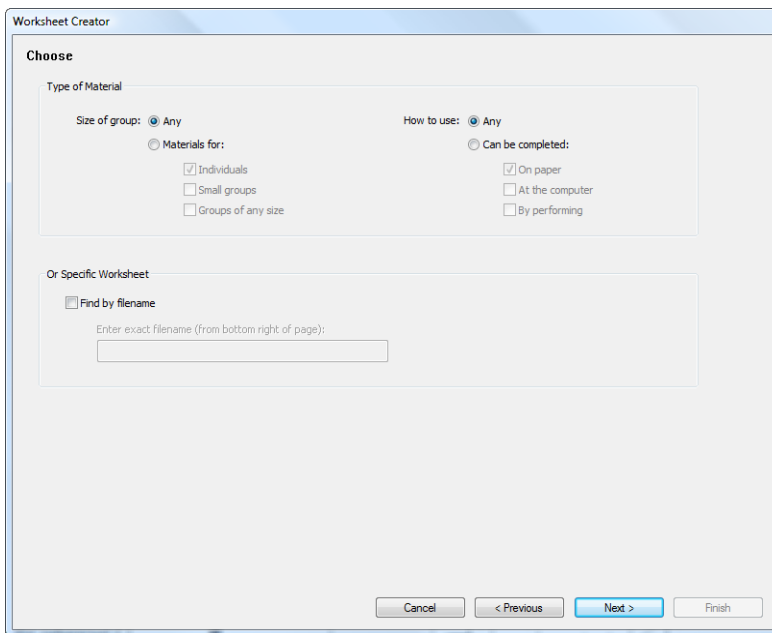 Worksheet Creator
Choose
Type of Material
Size of group: Any
Materials for:
Individuals
Small groups
Groups of any size
How to use: Any
Can be completed:
On paper
At the computer
By performing
Or Specific Worksheet
Find by filename
Enter exact filename (from bottom right of page):
Cancel
< Previous
Next >
Finish